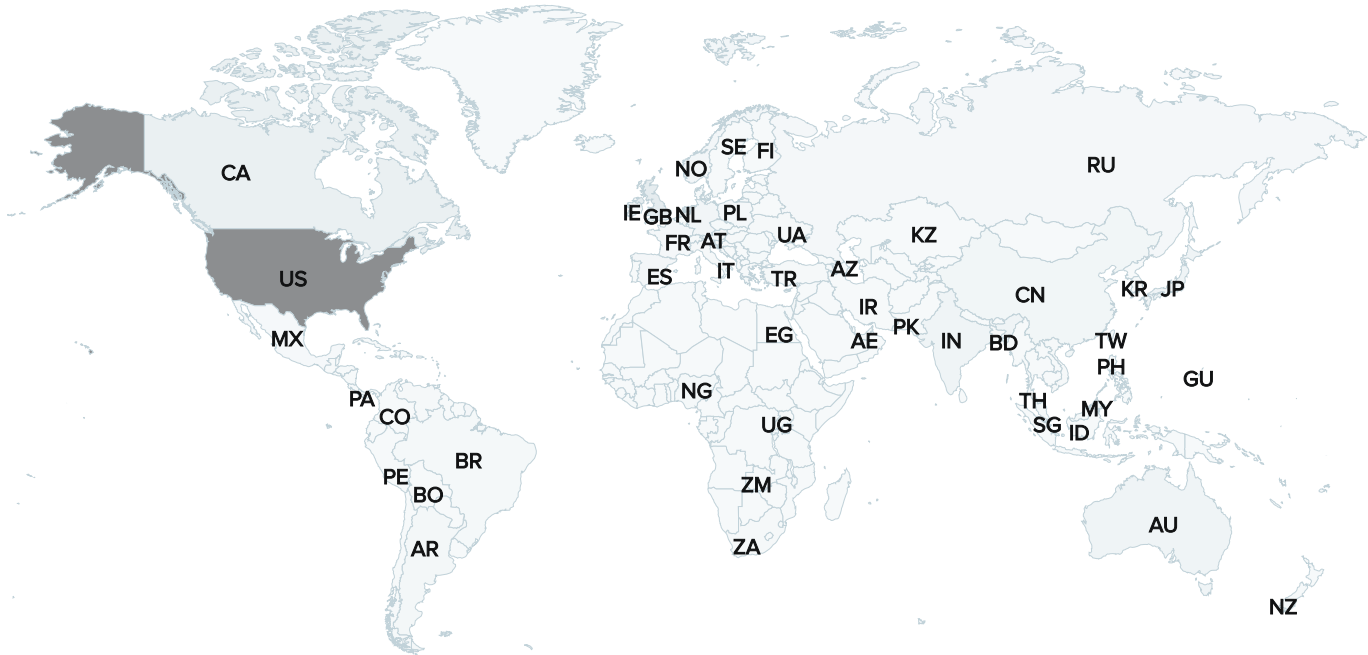 SE
FI
RU
NO
CA
IE
GB
NL
PL
UA
KZ
FR
AT
AZ
IT
ES
TR
US
CN
KR
JP
IR
MX
EG
AE
PK
IN
BD
TW
PH
GU
NG
PA
TH
MY
CO
UG
SG
ID
BR
PE
ZM
BO
AU
AR
ZA
NZ